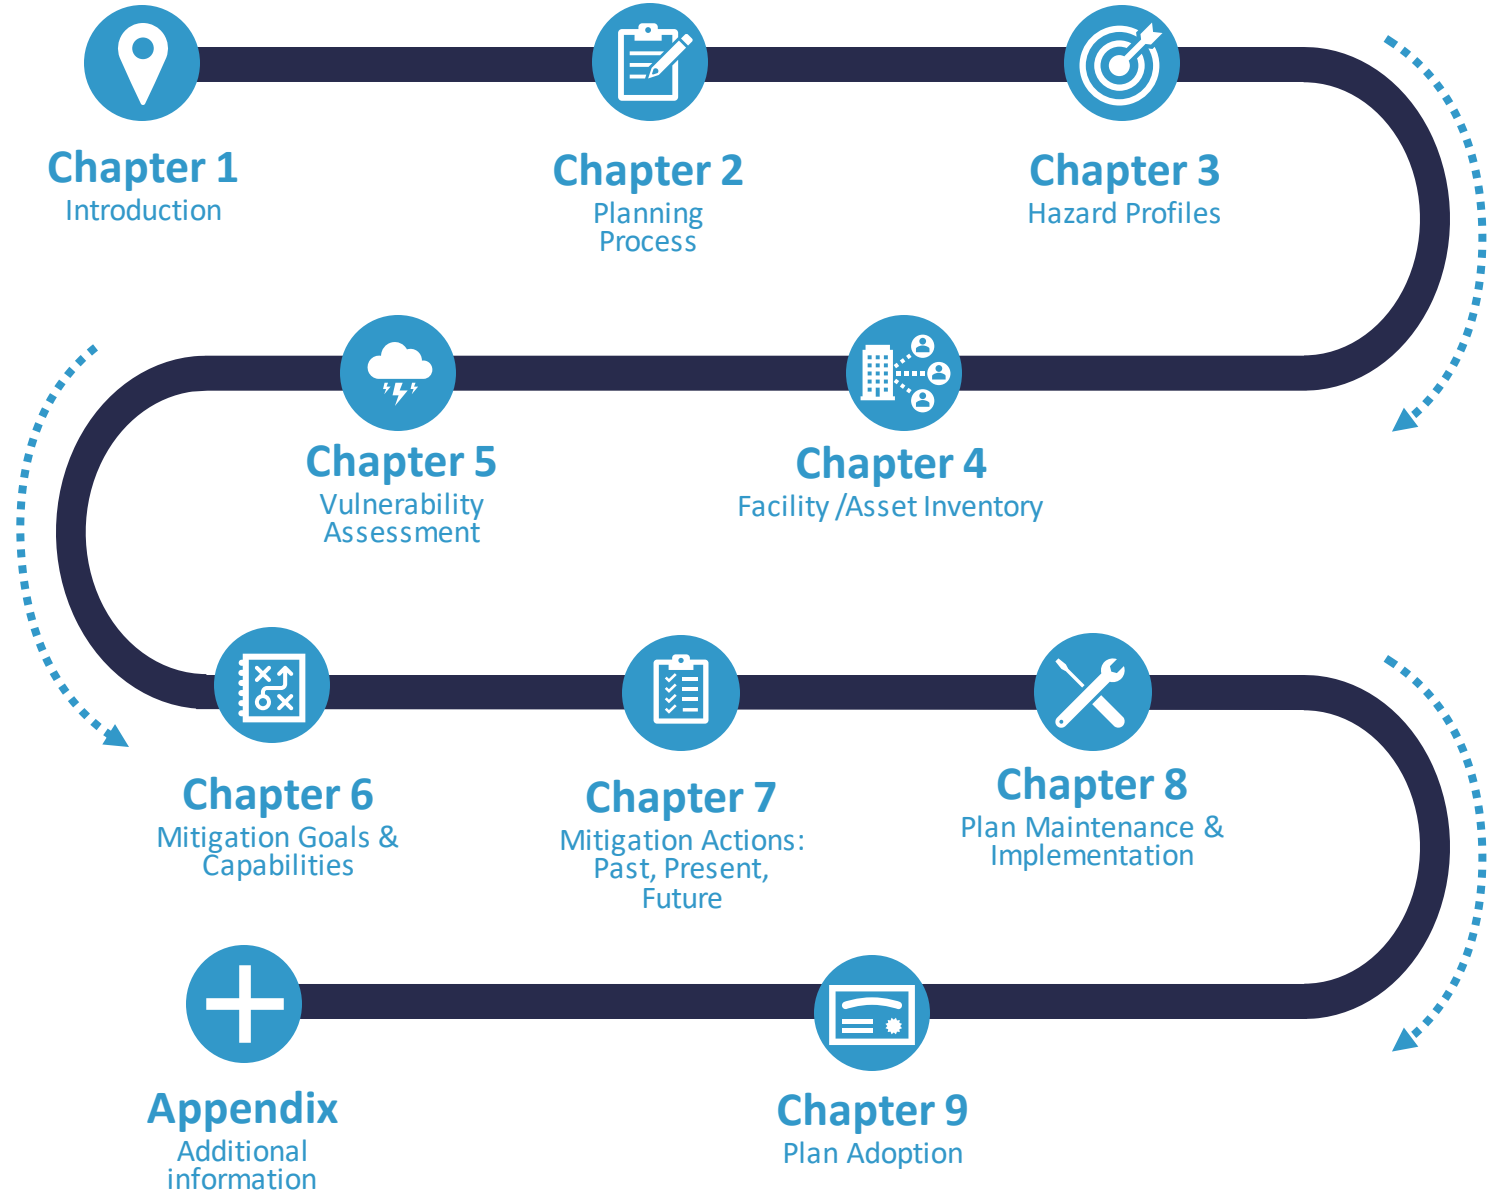 Chapter 1
Introduction
Chapter 2
Planning
Process
Chapter 3
Hazard Profiles
Chapter 4
Facility /Asset Inventory
Chapter 5
Vulnerability
Assessment
Chapter 6
Mitigation Goals &
Capabilities
Chapter 7
Mitigation Actions:
Past, Present,
Future
Chapter 8
Plan Maintenance &
Implementation
Chapter 9
Plan Adoption
Appendix
Additional
information